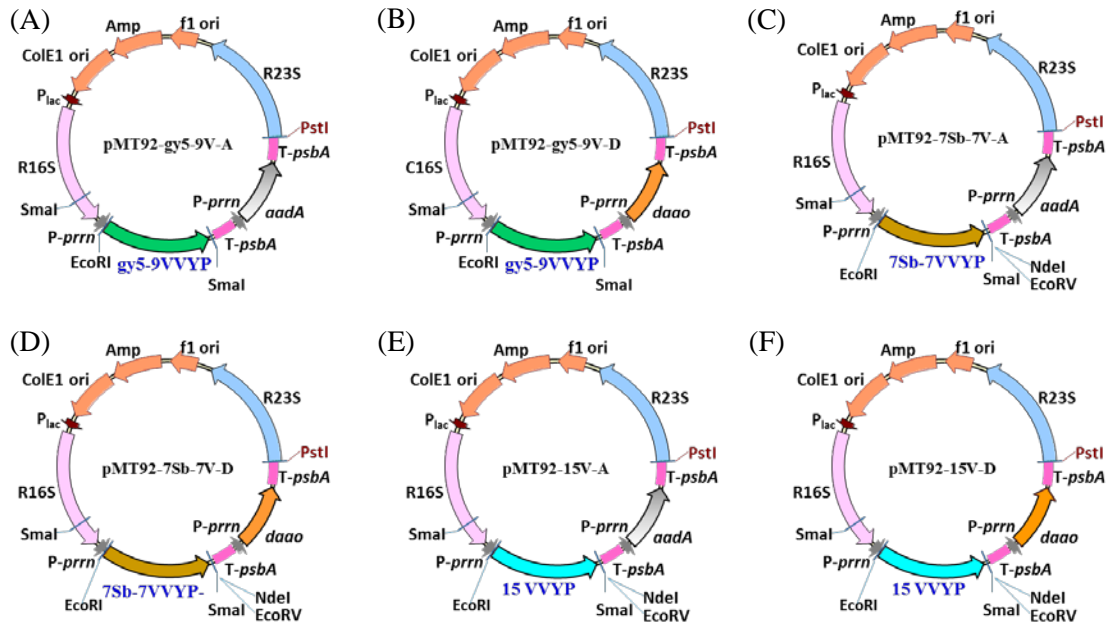 (A)
Amp
f1 ori
ColE1 ori
R23S
Plac
PstI
pMT92-gy5-9V-A
T-psbA
R16S
P-prrn
aadA
SmaI
P-prrn
T-psbA
EcoRI
gy5-9VVYP
SmaI
(B)
Amp
f1 ori
ColE1 ori
R23S
Plac
PstI
pMT92-gy5-9V-D
T-psbA
C16S
P-prrn
daao
SmaI
P-prrn
T-psbA
EcoRI
gy5-9VVYP
SmaI
(C)
Amp
f1 ori
ColE1 ori
R23S
Plac
PstI
pMT92-7Sb-7V-A
T-psbA
R16S
P-prrn
aadA
SmaI
P-prrn
T-psbA
EcoRI
7Sb-7VVYP
NdeI
SmaI
EcoRV
(D)
Amp
f1 ori
ColE1 ori
R23S
Plac
PstI
pMT92-7Sb-7V-D
T-psbA
R16S
P-prrn
daao
SmaI
P-prrn
T-psbA
7Sb-7VVYP-
NdeI
EcoRI
SmaI
EcoRV
(E)
Amp
f1 ori
ColE1 ori
R23S
Plac
PstI
pMT92-15V-A
T-psbA
R16S
P-prrn
aadA
SmaI
P-prrn
T-psbA
15 VVYP
NdeI
EcoRI
SmaI
EcoRV
(F)
Amp
f1 ori
ColE1 ori
R23S
Plac
PstI
pMT92-15V-D
T-psbA
R16S
P-prrn
daao
SmaI
P-prrn
T-psbA
15 VVYP
NdeI
EcoRI
SmaI
EcoRV